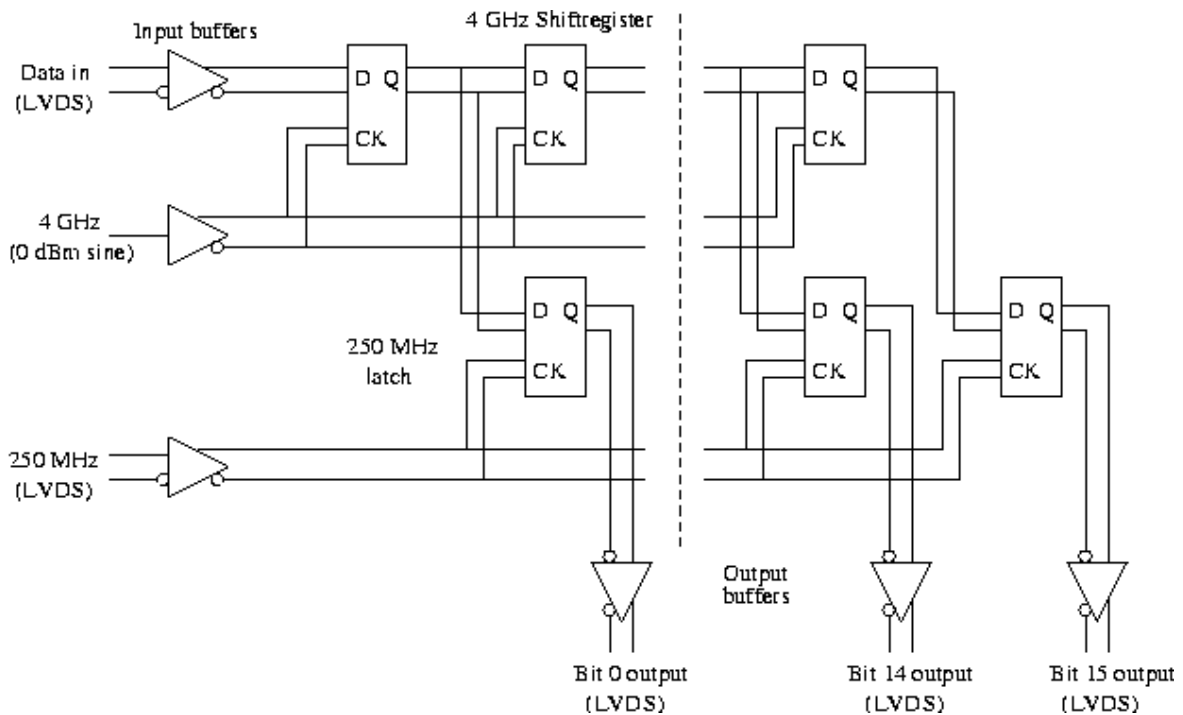 Input buffers
4 GHz Shiftregister
Data in
(LVDS)
D Q
CK
D Q
CK
D Q
CK
4 GHz
(0 dBm sine)
D Q
CK
D Q
CK
D Q
CK
250 MHz
latch
250 MHz
(LVDS)
Output
buffers
Bit 0 output
(LVDS)
Bit 14 output
(LVDS)
Bit 15 output
(LVDS)